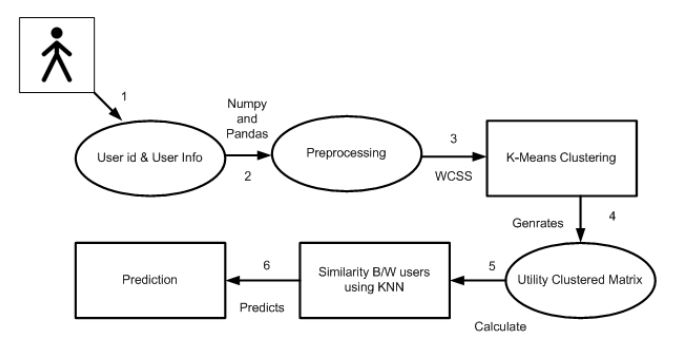 1
Numpy
and
Pandas
User id & User Info
2
Preprocessing
3
WCSS
K-Means Clustering
Genrates
4
Utility Clustered Matrix
5
Calculate
Similarity B/W users
using KNN
6
Predicts
Prediction